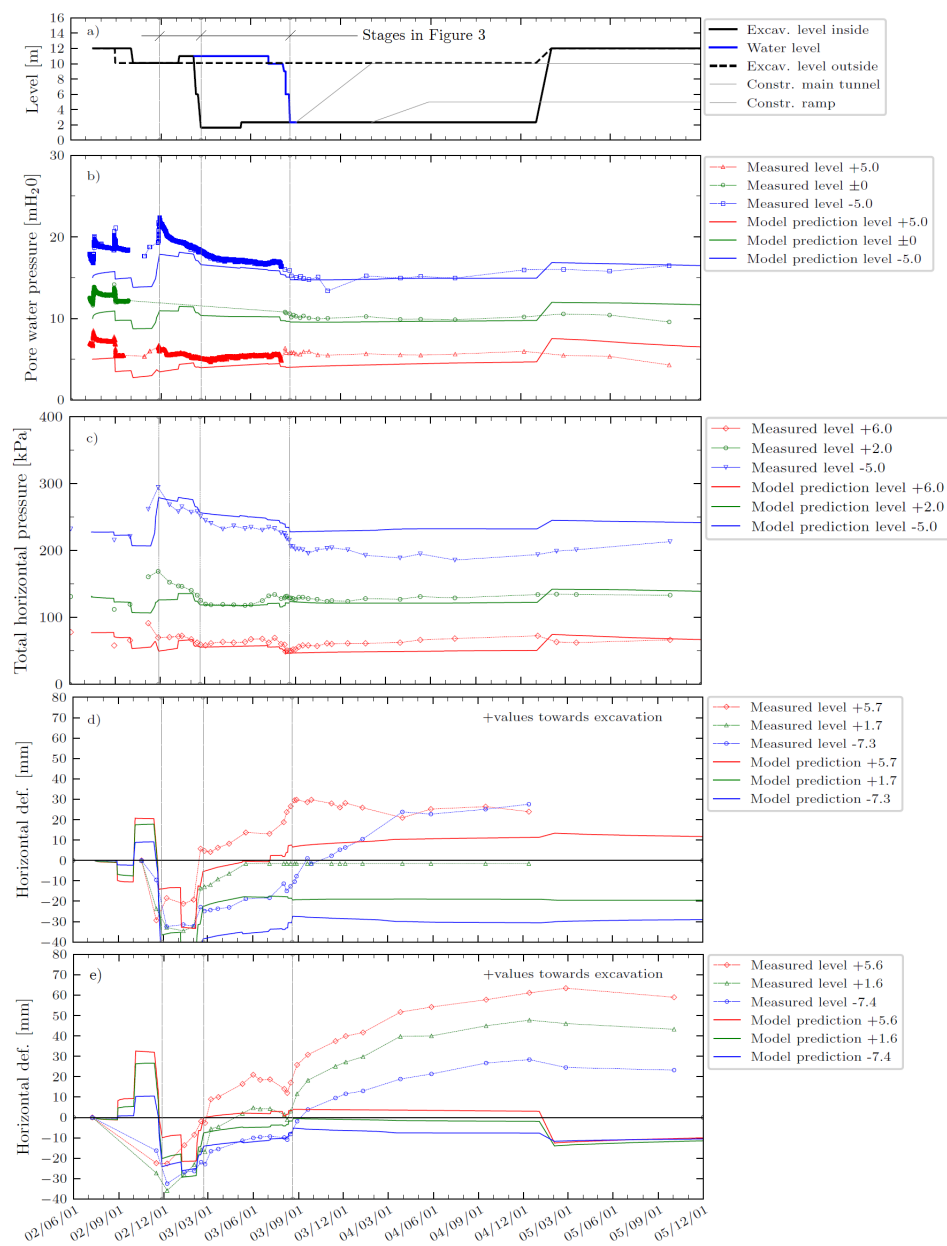 a)
Stages in Figure 3
Level [m]
16
14
12
10
8
6
4
2
0
Excav. level inside
Water level
Excav. level outside
Constr. main tunnel
Constr. ramp
b)
Pore water pressure [mH₂0]
30
20
10
0
Measured level +5.0
Measured level ±0
Measured level -5.0
Model prediction level +5.0
Model prediction level ±0
Model prediction level -5.0
c)
Total horizontal pressure [kPa]
400
300
200
100
0
Measured level +6.0
Measured level +2.0
Measured level -5.0
Model prediction level +6.0
Model prediction level +2.0
Model prediction level -5.0
d)
+values towards excavation
Horizontal def. [mm]
80
70
60
50
40
30
20
10
0
-10
-20
-30
-40
Measured level +5.7
Measured level +1.7
Measured level -7.3
Model prediction +5.7
Model prediction +1.7
Model prediction -7.3
e)
+values towards excavation
Horizontal def. [mm]
80
70
60
50
40
30
20
10
0
-10
-20
-30
-40
Measured level +5.6
Measured level +1.6
Measured level -7.4
Model prediction +5.6
Model prediction +1.6
Model prediction -7.4
02/06/01
02/09/01
02/12/01
03/03/01
03/06/01
03/09/01
03/12/01
04/03/01
04/06/01
04/09/01
04/12/01
05/03/01
05/06/01
05/09/01
05/12/01